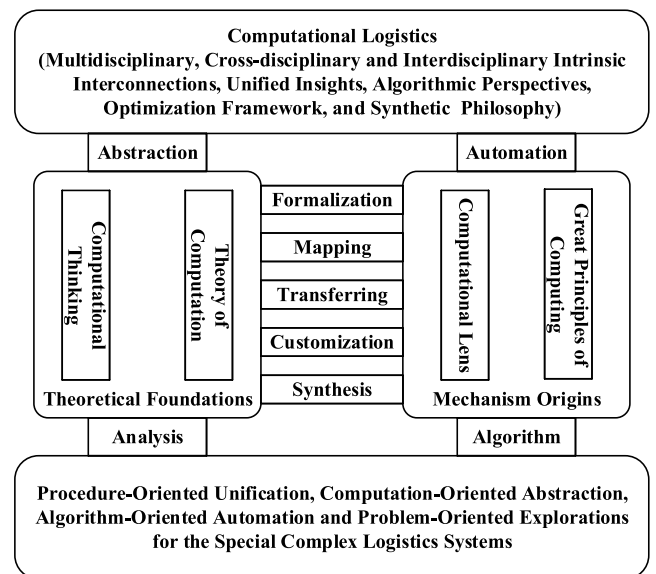 Computational Logistics
(Multidisciplinary, Cross-disciplinary and Interdisciplinary Intrinsic
Interconnections, Unified Insights, Algorithmic Perspectives,
Optimization Framework, and Synthetic Philosophy)
Abstraction
Automation
Computational
Thinking
Theory of
Computation
Theoretical Foundations
Formalization
Mapping
Transferring
Customization
Synthesis
Computational Lens
Great Principles of
Computing
Mechanism Origins
Analysis
Algorithm
Procedure-Oriented Unification, Computation-Oriented Abstraction,
Algorithm-Oriented Automation and Problem-Oriented Explorations
for the Special Complex Logistics Systems